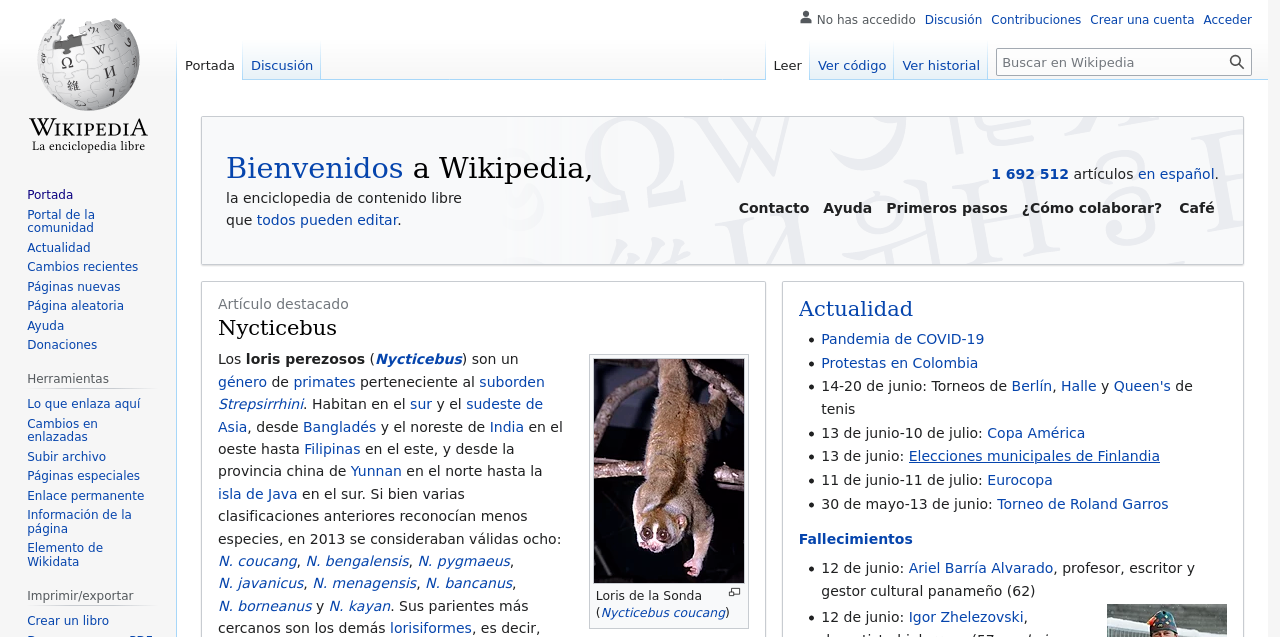 No has accedido Discusión Contribuciones Crear una cuenta Acceder
Portada Discusión Leer Ver código Ver historial Buscar en Wikipedia
WIKIPEDIA
La enciclopedia libre
Portada
Portal de la
comunidad
Actualidad
Cambios recientes
Páginas nuevas
Página aleatoria
Ayuda
Donaciones
Herramientas
Lo que enlaza aquí
Cambios en
enlazadas
Subir archivo
Páginas especiales
Enlace permanente
Información de la
página
Elemento de
Wikidata
Imprimir/exportar
Crear un libro
Bienvenidos a Wikipedia,
la enciclopedia de contenido libre
que todos pueden editar.
1 692 512 artículos en español.
Contacto Ayuda Primeros pasos ¿Cómo colaborar? Café
Artículo destacado
Nycticebus
Los loris perezosos (Nycticebus) son un
género de primates perteneciente al suborden
Strepsirrhini. Habitan en el sur y el sudeste de
Asia, desde Bangladés y el noreste de India en el
oeste hasta Filipinas en el este, y desde la
provincia china de Yunnan en el norte hasta la
isla de Java en el sur. Si bien varias
clasificaciones anteriores reconocían menos
especies, en 2013 se consideraban válidas ocho:
N. coucang, N. bengalensis, N. pygmaeus,
N. javanicus, N. menagensis, N. bancanus,
N. borneanus y N. kayan. Sus parientes más
cercanos son los demás lorisiformes, es decir,
Loris de la Sonda
(Nycticebus coucang)
Actualidad
Pandemia de COVID-19
Protestas en Colombia
14-20 de junio: Torneos de Berlín, Halle y Queen's de
tenis
13 de junio-10 de julio: Copa América
13 de junio: Elecciones municipales de Finlandia
11 de junio-11 de julio: Eurocopa
30 de mayo-13 de junio: Torneo de Roland Garros
Fallecimientos
12 de junio: Ariel Barría Alvarado, profesor, escritor y
gestor cultural panameño (62)
12 de junio: Igor Zhelezovski,